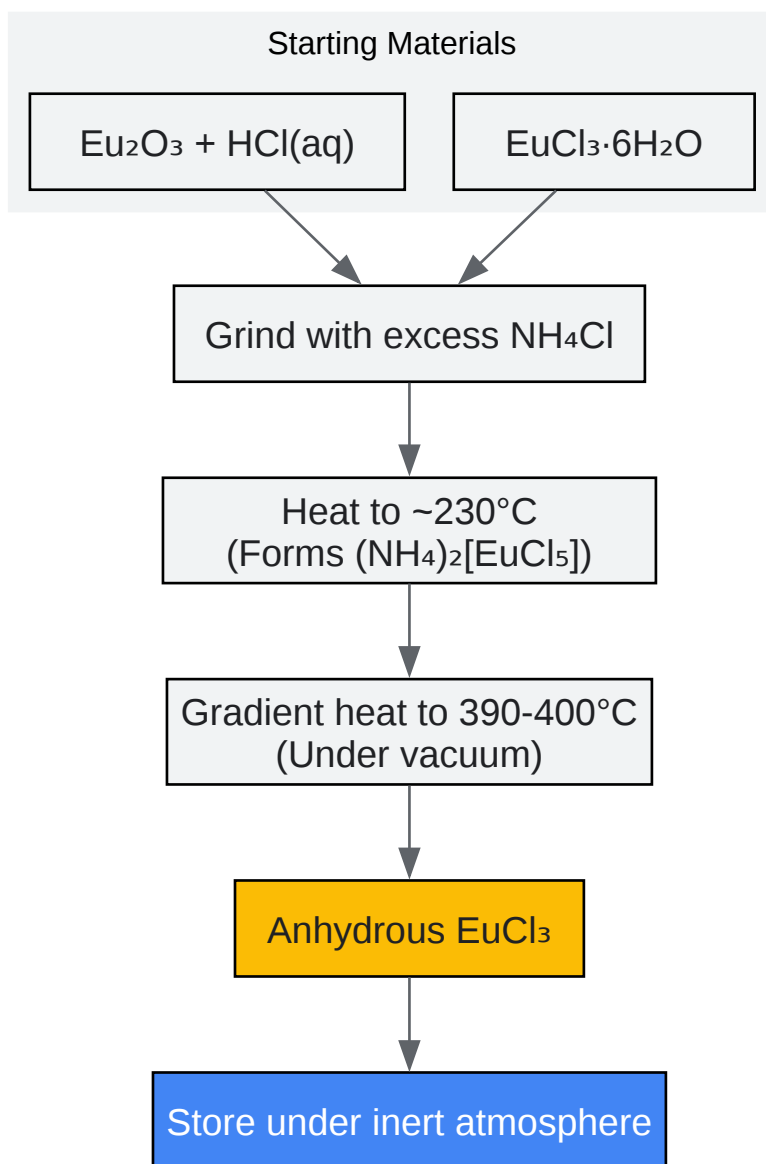 Starting Materials
Eu₂O₃ + HCl(aq)
EuCl₃·6H₂O
Grind with excess NH₄Cl
Heat to ~230°C
(Forms (NH₄)₂[EuCl₅])
Gradient heat to 390-400°C
(Under vacuum)
Anhydrous EuCl₃
Store under inert atmosphere